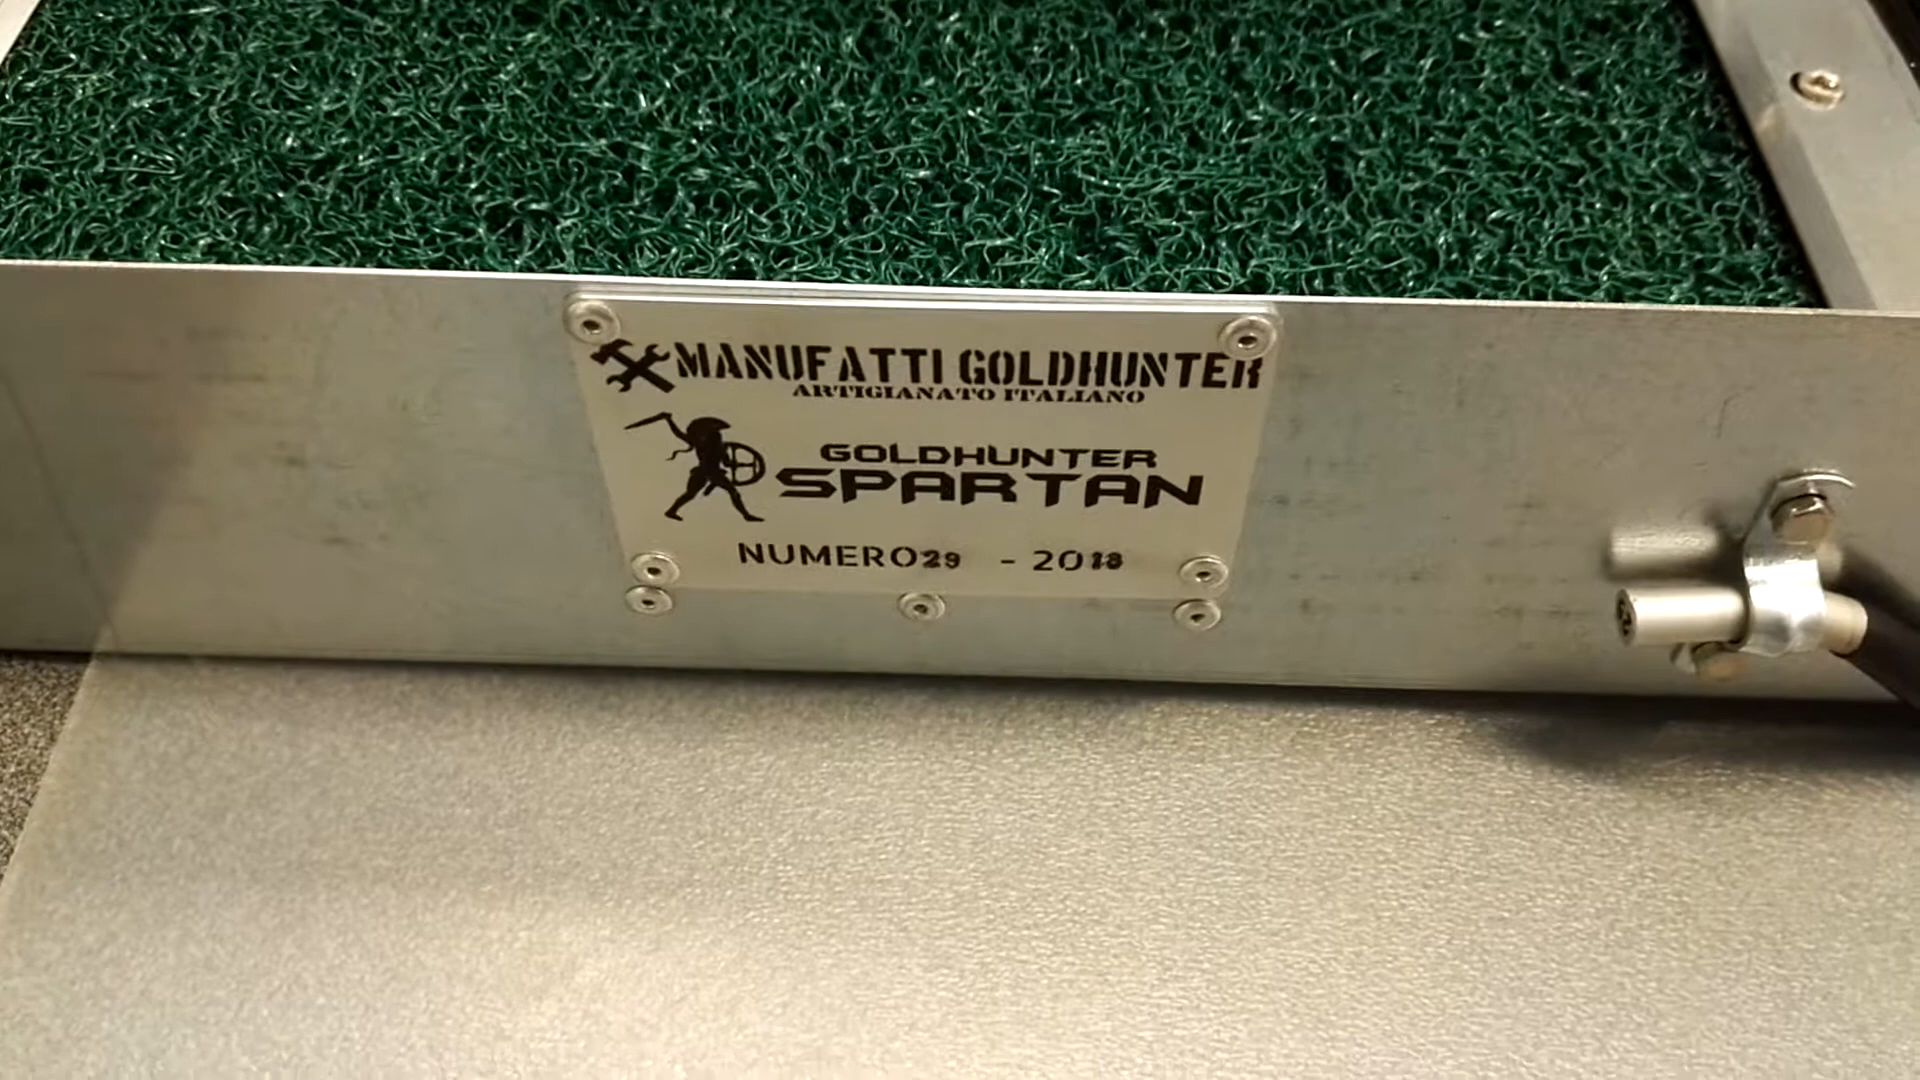 MANUFATTI GOLDHUNTER
ARTIGIANATO ITALIANO
GOLDHUNTER
SPARTAN
NUMERO29 - 2018